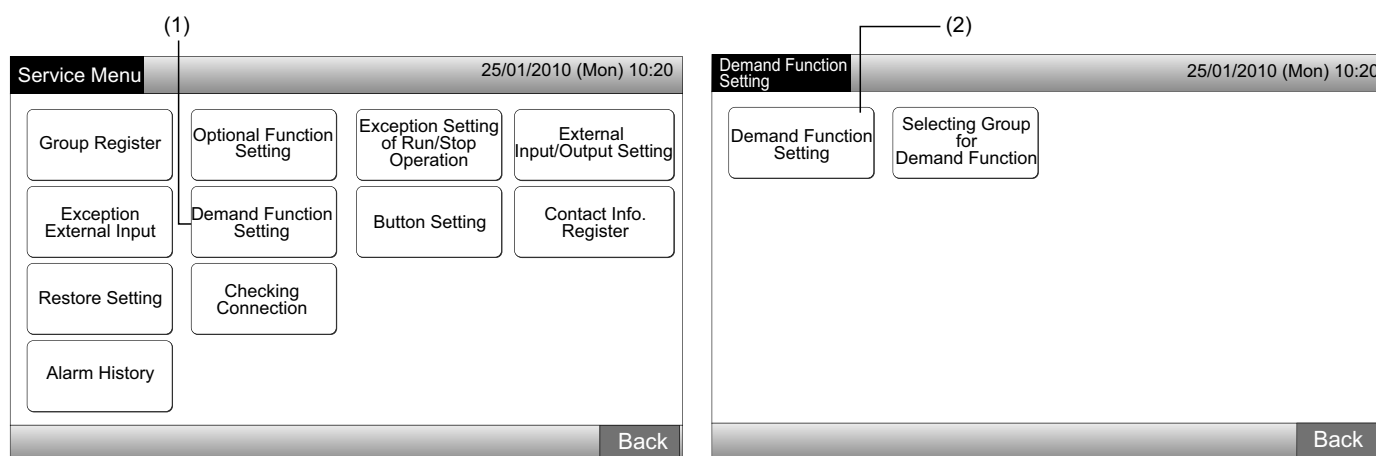 (1)
Service Menu
25/01/2010 (Mon) 10:20
Group Register
Optional Function
Setting
Exception Setting
of Run/Stop
Operation
External
Input/Output Setting
Exception
External Input
Demand Function
Setting
Button Setting
Contact Info.
Register
Restore Setting
Checking
Connection
Alarm History
Back
(2)
Demand Function
Setting
25/01/2010 (Mon) 10:20
Demand Function
Setting
Selecting Group
for
Demand Function
Back